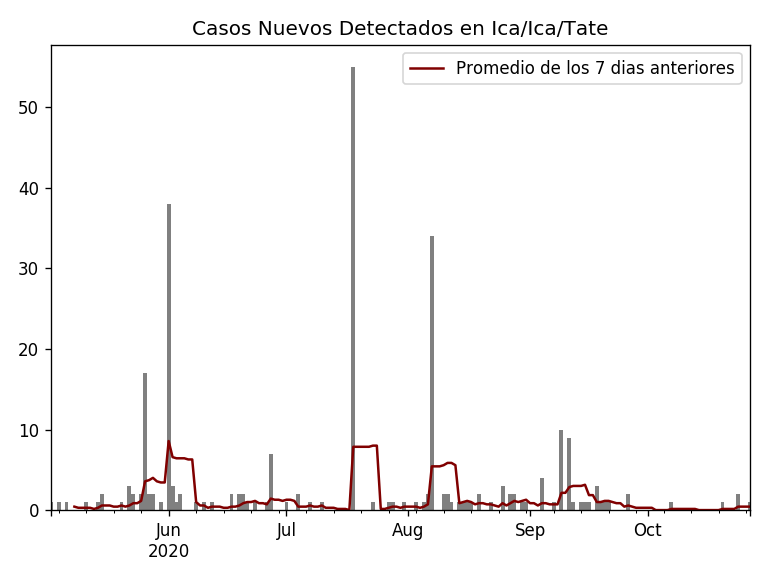 Casos Nuevos Detectados en Ica/Ica/Tate
Promedio de los 7 dias anteriores
50
40
30
20
10
0
Jun
2020
Jul
Aug
Sep
Oct